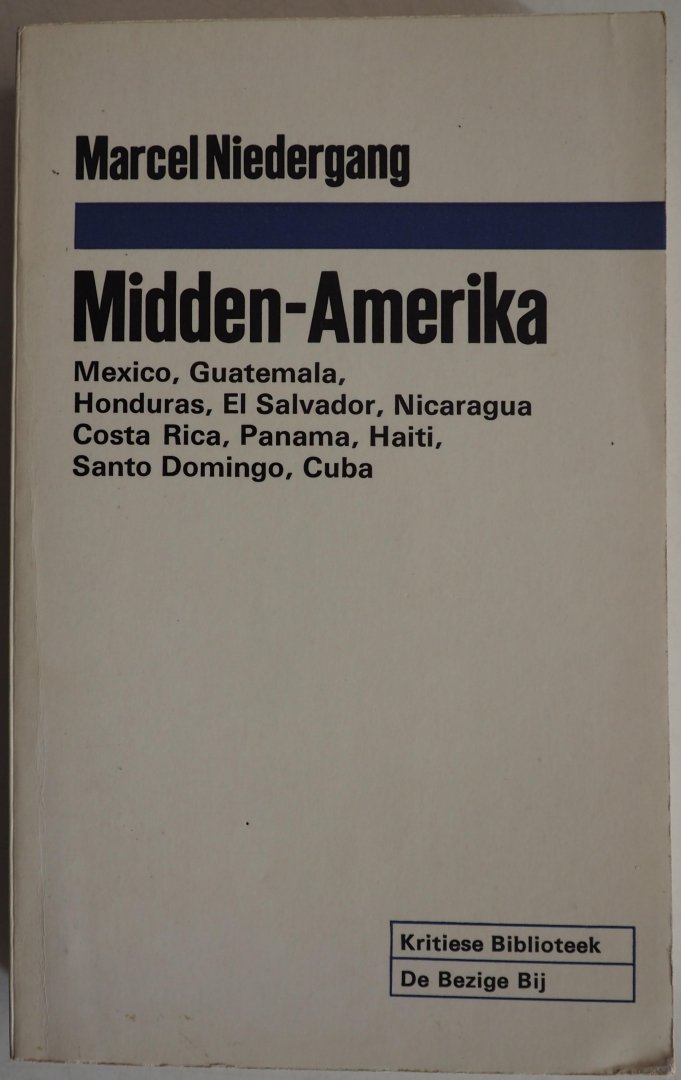 Marcel Niedergang
Midden-Amerika
Mexico, Guatemala,
Honduras, El Salvador, Nicaragua
Costa Rica, Panama, Haiti,
Santo Domingo, Cuba
Kritiese Biblioteek
De Bezige Bij